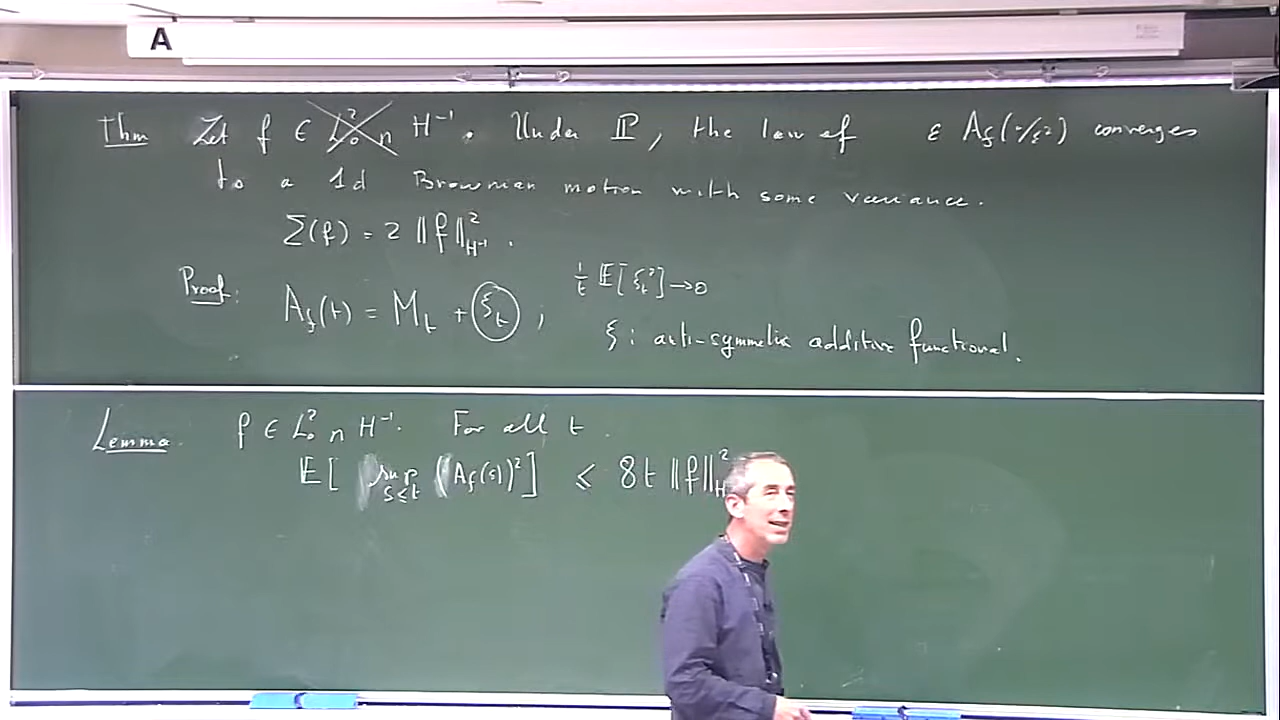 A
Thm Let f ∈ L²₀ ∩ H⁻¹. Under ℙ, the law of ε A_f(·/ε²) converges
to a 1d Brownian motion with some variance.
Σ(f) = 2 ‖f‖²_{H⁻¹}.
Proof: A_f(t) = M_t + ξ_t , 1/t 𝔼[ξ_t²] → 0
ξ : anti-symmetric additive functional.
Lemma. f ∈ L²₀ ∩ H⁻¹. For all t.
𝔼[ sup_{s≤t} (A_f(s))² ] ≤ 8t ‖f‖²_H